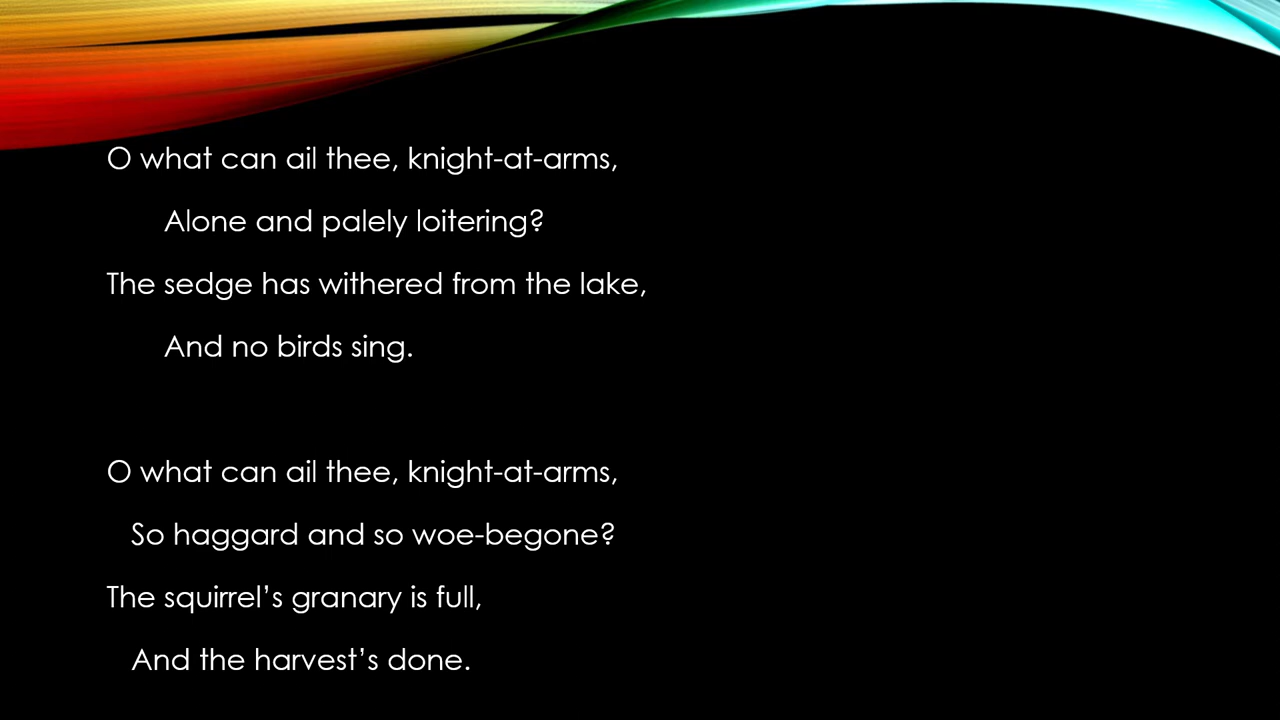 O what can ail thee, knight-at-arms,
Alone and palely loitering?
The sedge has withered from the lake,
And no birds sing.
O what can ail thee, knight-at-arms,
So haggard and so woe-begone?
The squirrel’s granary is full,
And the harvest’s done.